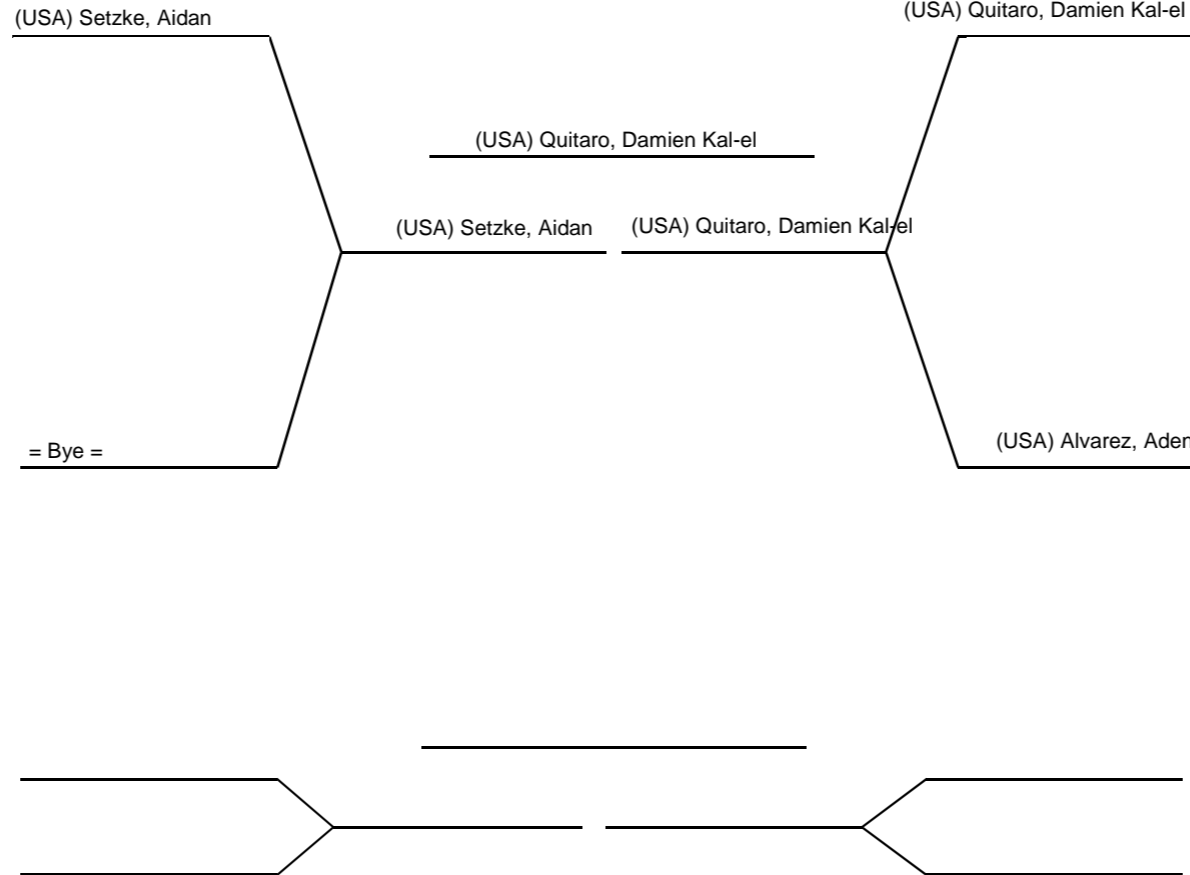 (USA) Setzke, Aidan
(USA) Quitaro, Damien Kal-el
(USA) Quitaro, Damien Kal-el
(USA) Setzke, Aidan
(USA) Quitaro, Damien Kal-el
= Bye =
(USA) Alvarez, Aden